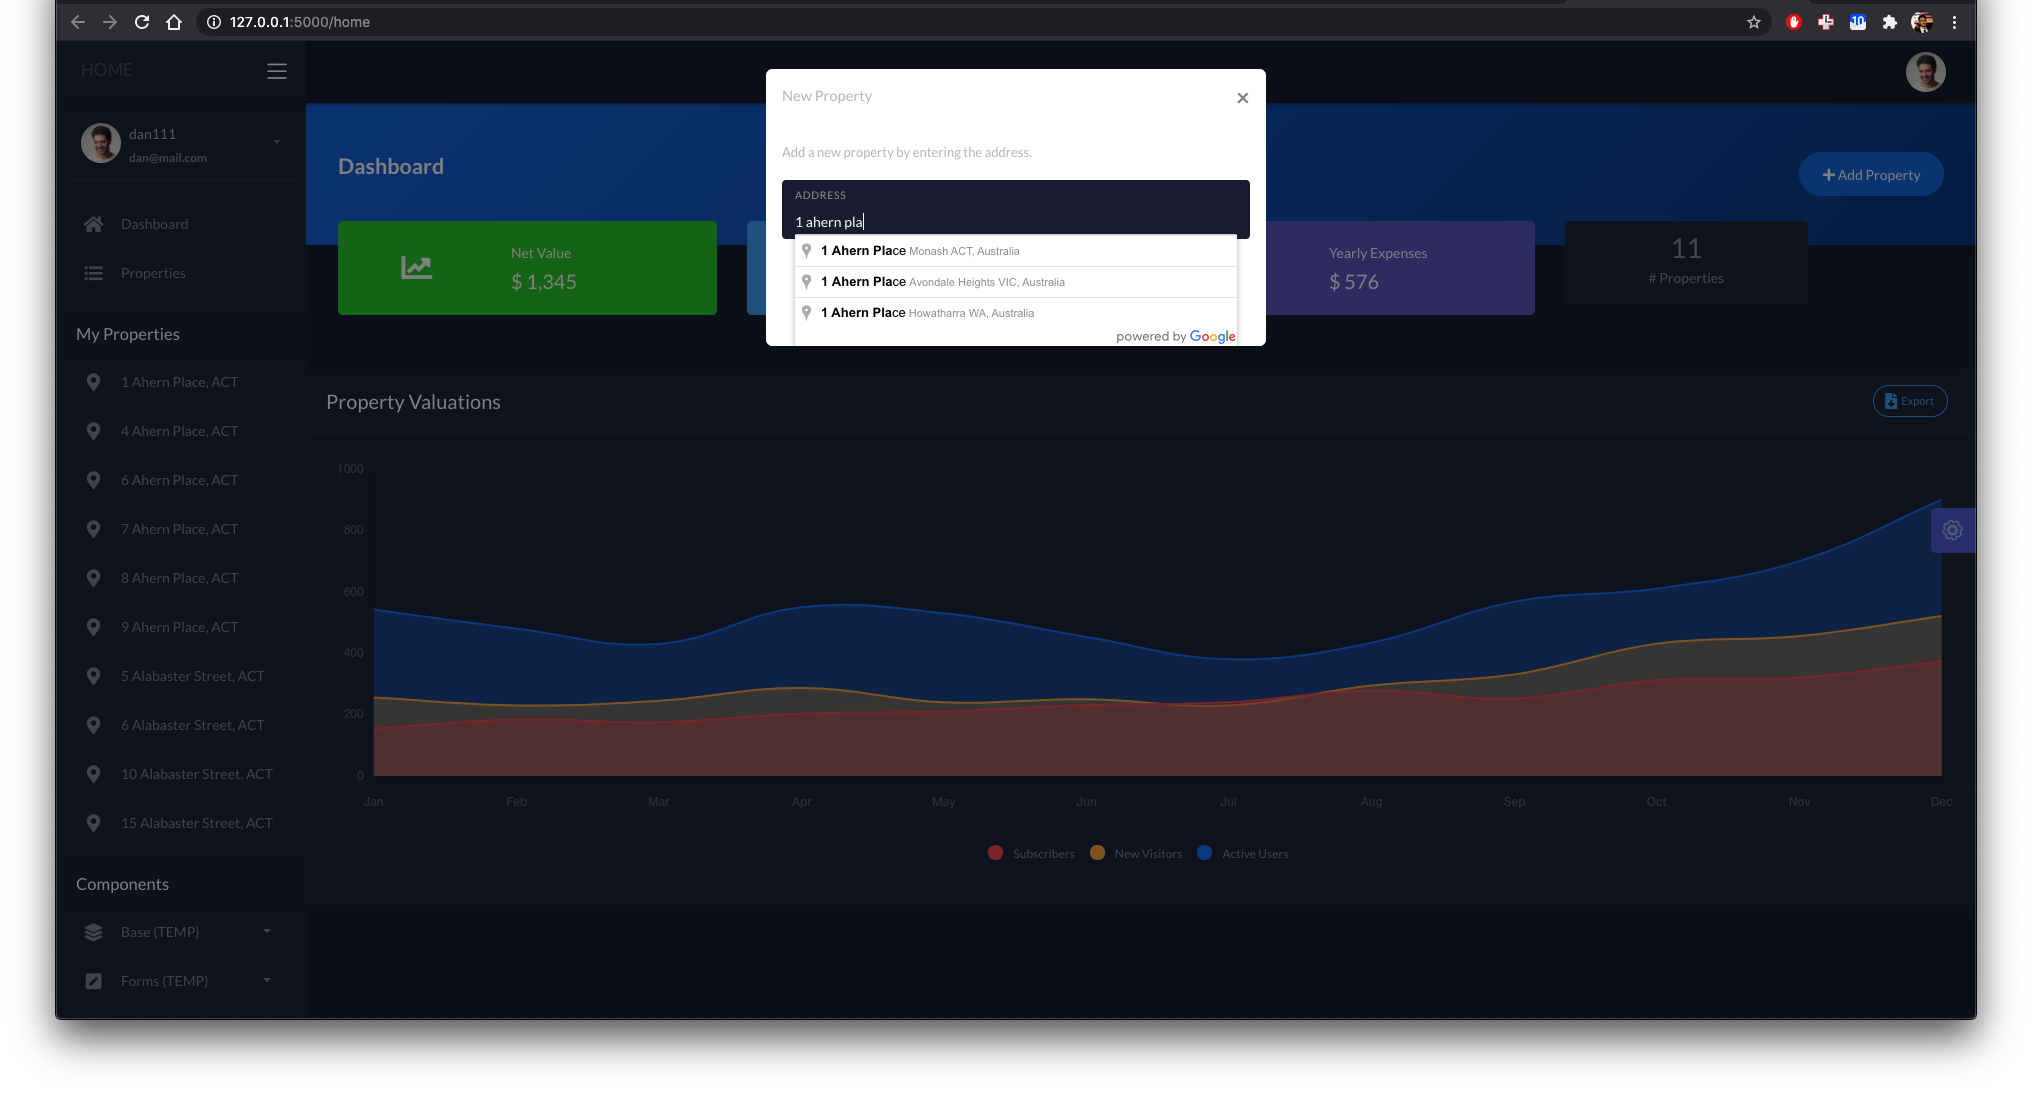 127.0.0.1:5000/home
10
HOME
dan111
dan@mail.com
Dashboard
Properties
My Properties
1 Ahern Place, ACT
4 Ahern Place, ACT
6 Ahern Place, ACT
7 Ahern Place, ACT
8 Ahern Place, ACT
9 Ahern Place, ACT
5 Alabaster Street, ACT
6 Alabaster Street, ACT
10 Alabaster Street, ACT
15 Alabaster Street, ACT
Components
Base (TEMP)
Forms (TEMP)
Dashboard
Add Property
Net Value
$ 1,345
Yearly Expenses
$ 576
11
# Properties
New Property
×
Add a new property by entering the address.
ADDRESS
1 ahern pla
1 Ahern Place Monash ACT, Australia
1 Ahern Place Avondale Heights VIC, Australia
1 Ahern Place Howatharra WA, Australia
powered by Google
Property Valuations
Export
1000
800
600
400
200
0
Jan Feb Mar Apr May Jun Jul Aug Sep Oct Nov Dec
Subscribers New Visitors Active Users